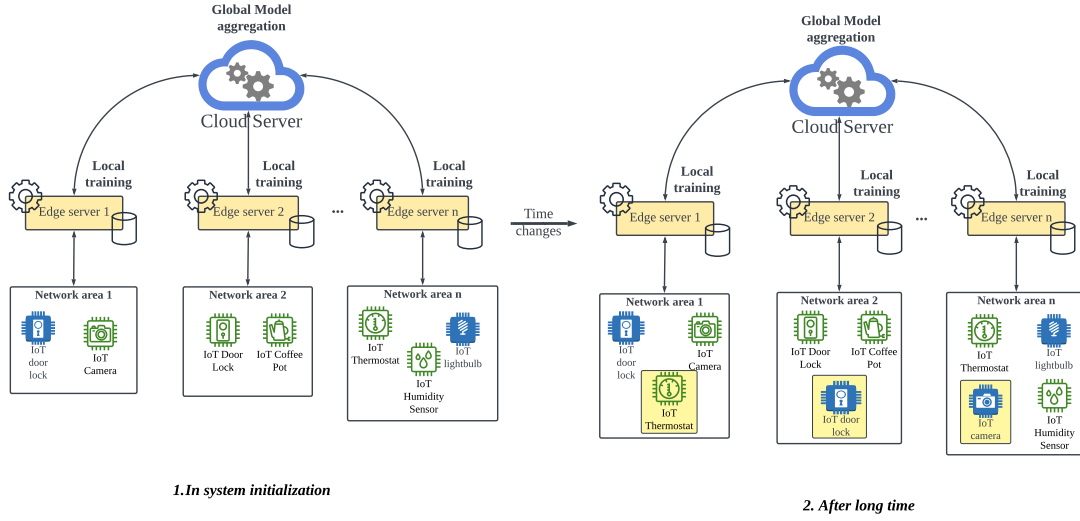 Global Model
aggregation
Cloud Server
Local
training
Local
training
Local
training
Edge server 1
Edge server 2
...
Edge server n
Network area 1
IoT
door
lock
IoT
Camera
Network area 2
IoT Door
Lock
IoT Coffee
Pot
Network area n
IoT
Thermostat
IoT
Humidity
Sensor
IoT
lightbulb
1.In system initialization
Time
changes
Global Model
aggregation
Cloud Server
Local
training
Local
training
Local
training
Edge server 1
Edge server 2
...
Edge server n
Network area 1
IoT
door
lock
IoT
Camera
IoT
Thermostat
Network area 2
IoT Door
Lock
IoT Coffee
Pot
IoT door
lock
Network area n
IoT
Thermostat
IoT
lightbulb
IoT
camera
IoT
Humidity
Sensor
2. After long time